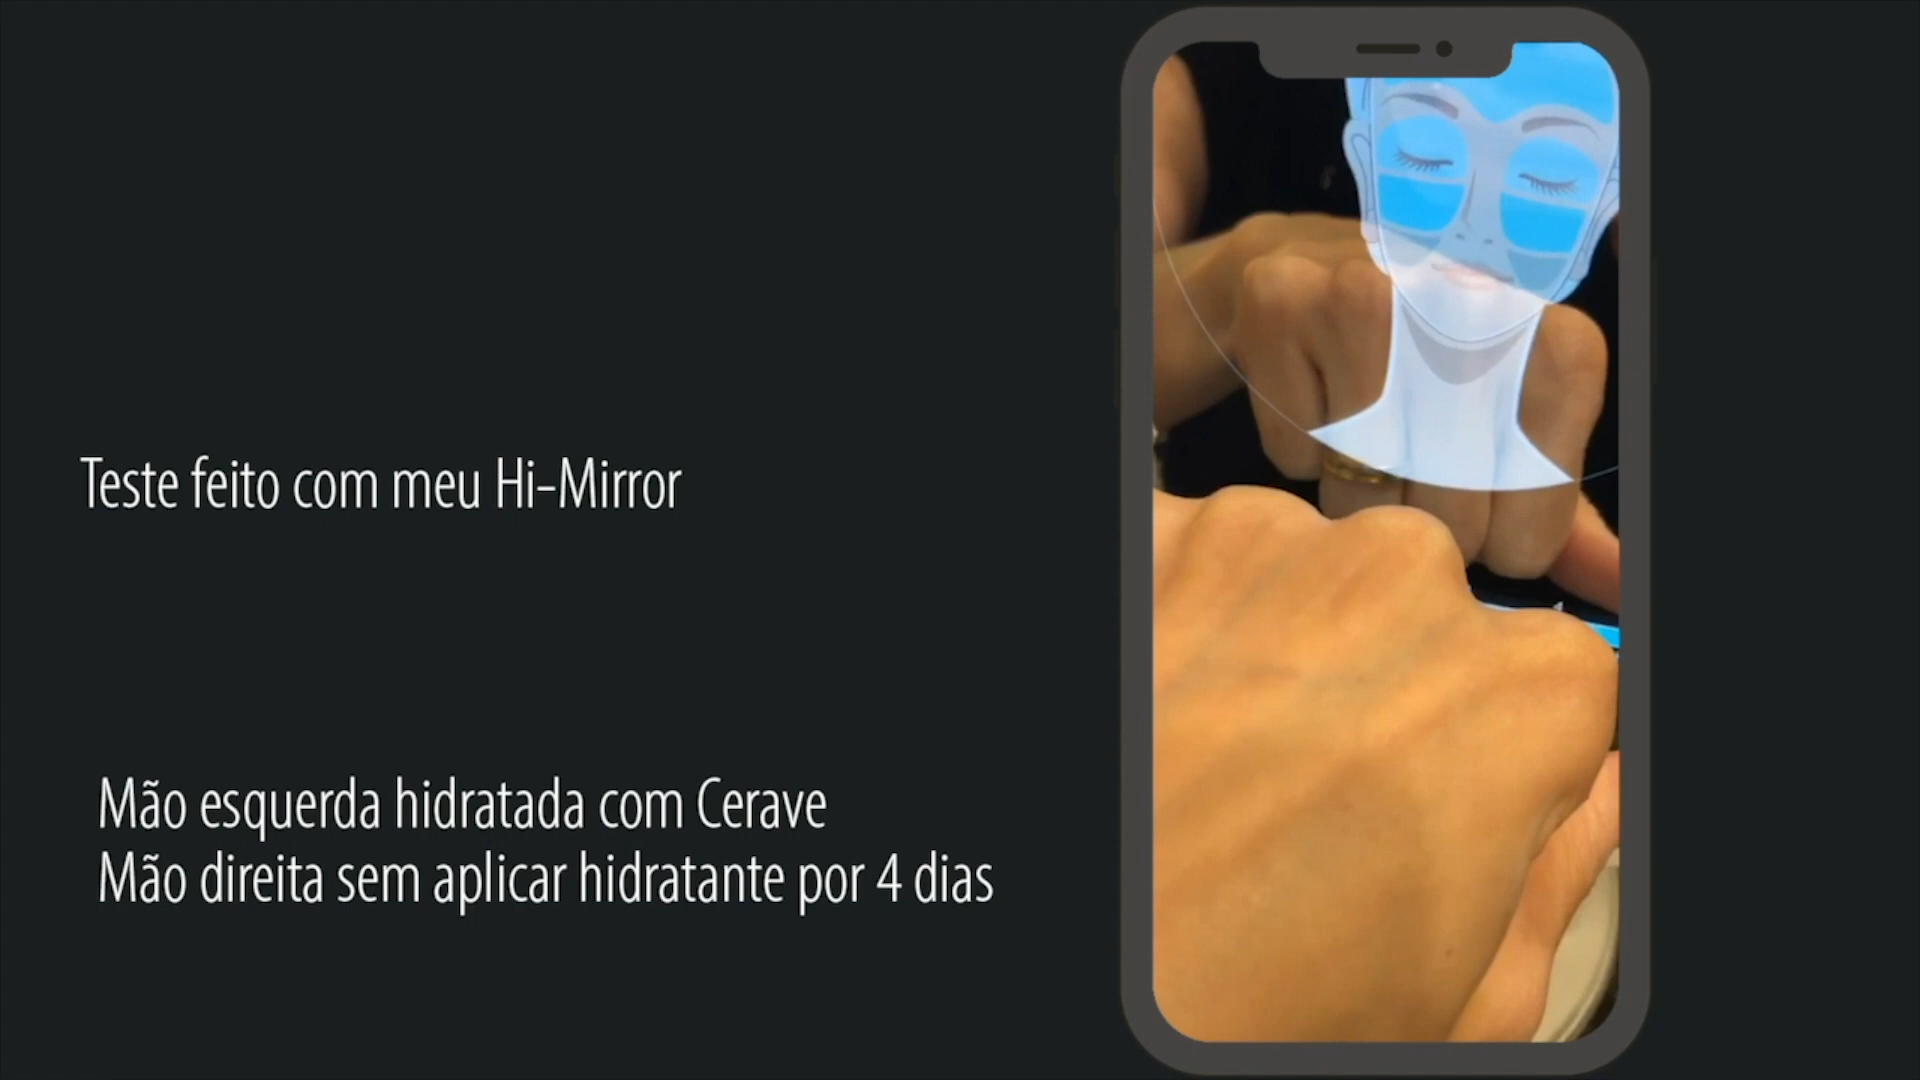 Teste feito com meu Hi-Mirror
Mão esquerda hidratada com Cerave
Mão direita sem aplicar hidratante por 4 dias